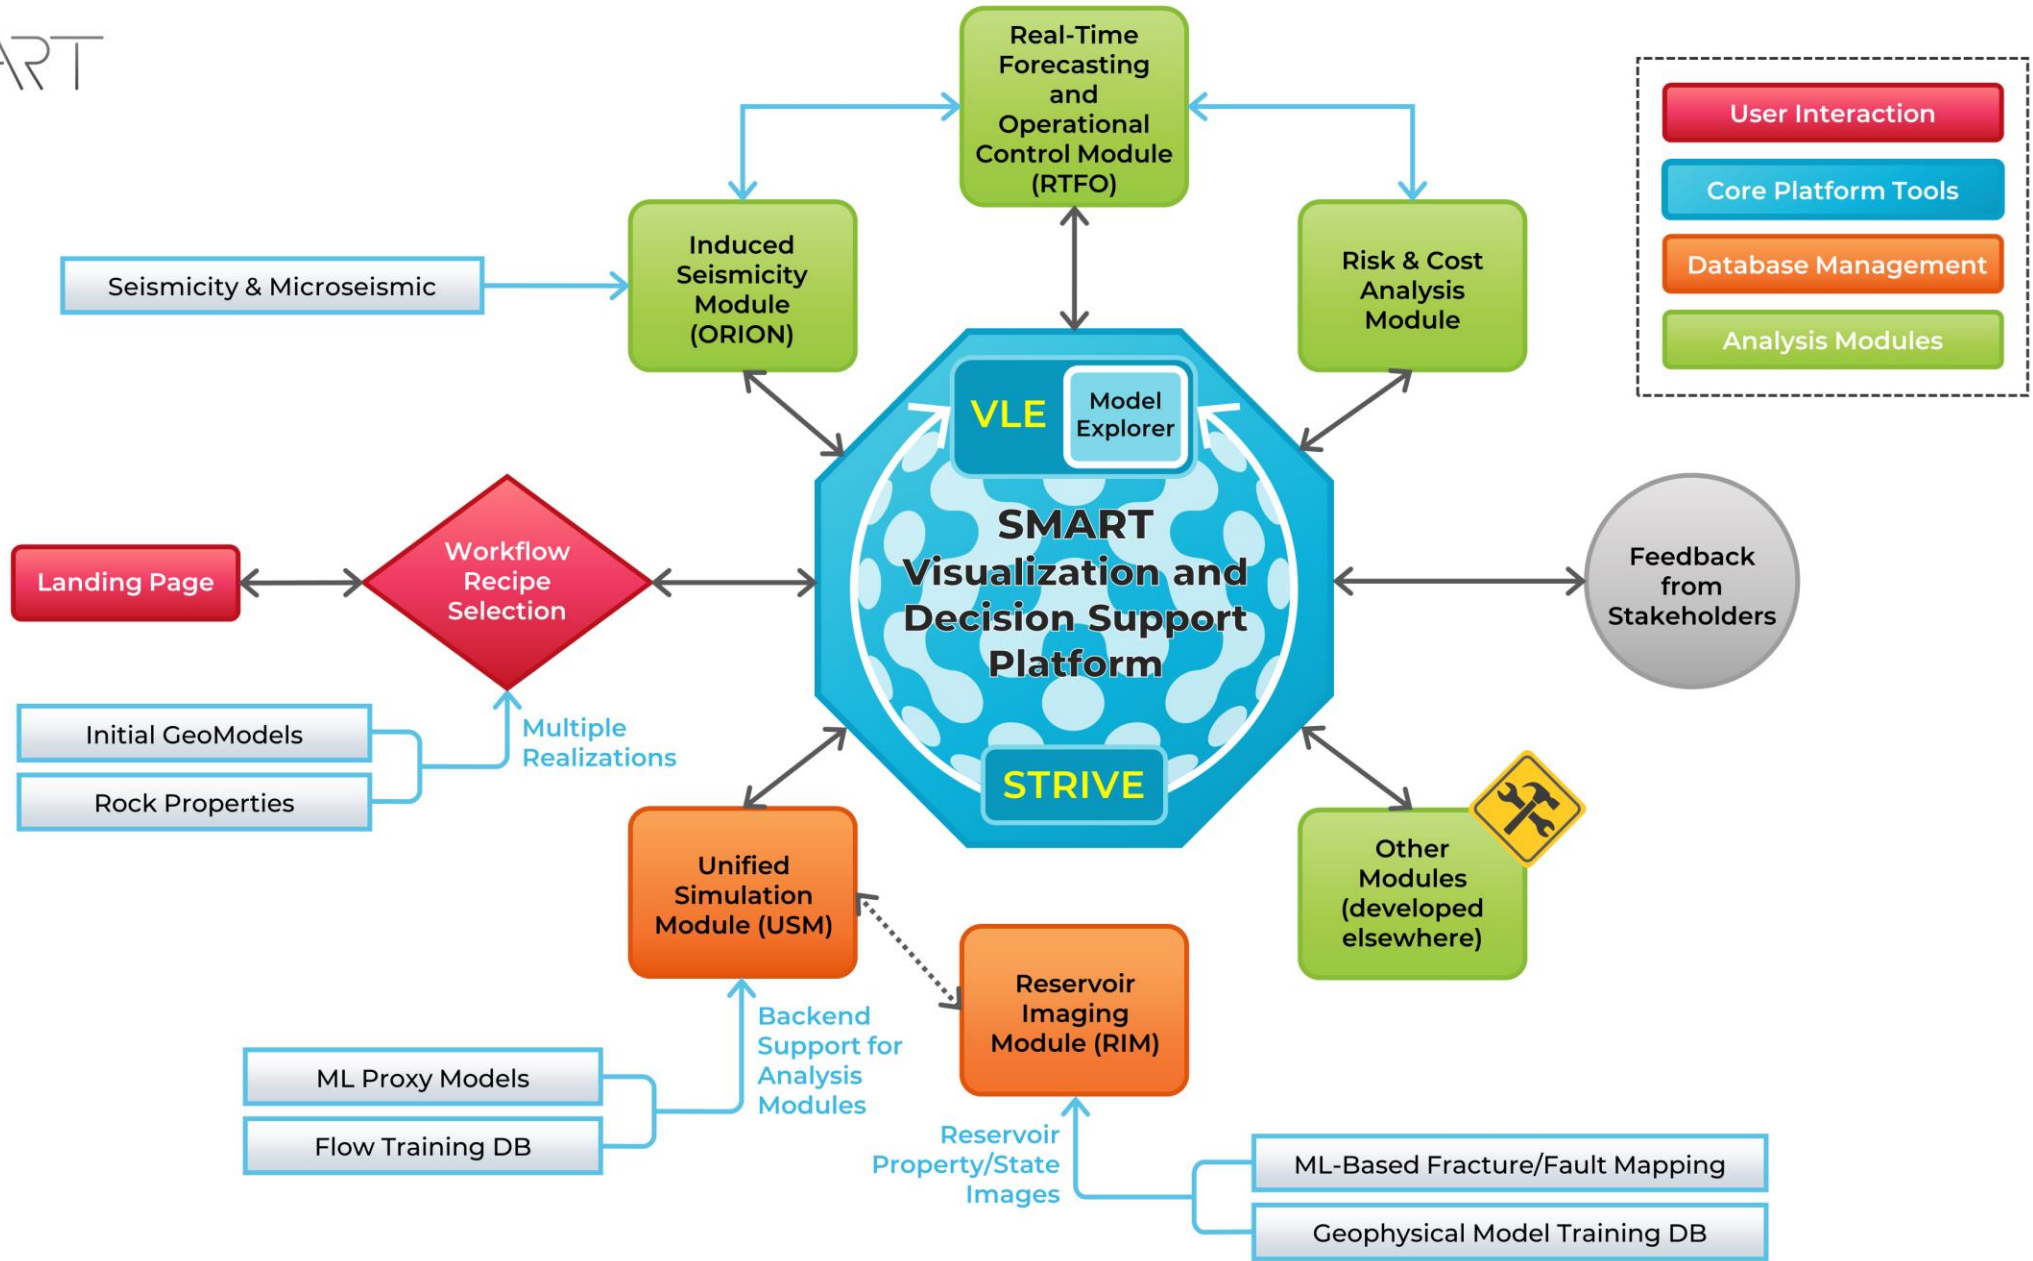 ART
Real-Time
Forecasting
and
Operational
Control Module
(RTFO)
User Interaction
Core Platform Tools
Database Management
Analysis Modules
Induced
Seismicity
Module
(ORION)
Risk & Cost
Analysis
Module
Seismicity & Microseismic
VLE
Model
Explorer
SMART
Visualization and
Decision Support
Platform
STRIVE
Landing Page
Workflow
Recipe
Selection
Feedback
from
Stakeholders
Initial GeoModels
Rock Properties
Multiple
Realizations
Unified
Simulation
Module (USM)
Other
Modules
(developed
elsewhere)
Reservoir
Imaging
Module (RIM)
Backend
Support for
Analysis
Modules
ML Proxy Models
Flow Training DB
Reservoir
Property/State
Images
ML-Based Fracture/Fault Mapping
Geophysical Model Training DB